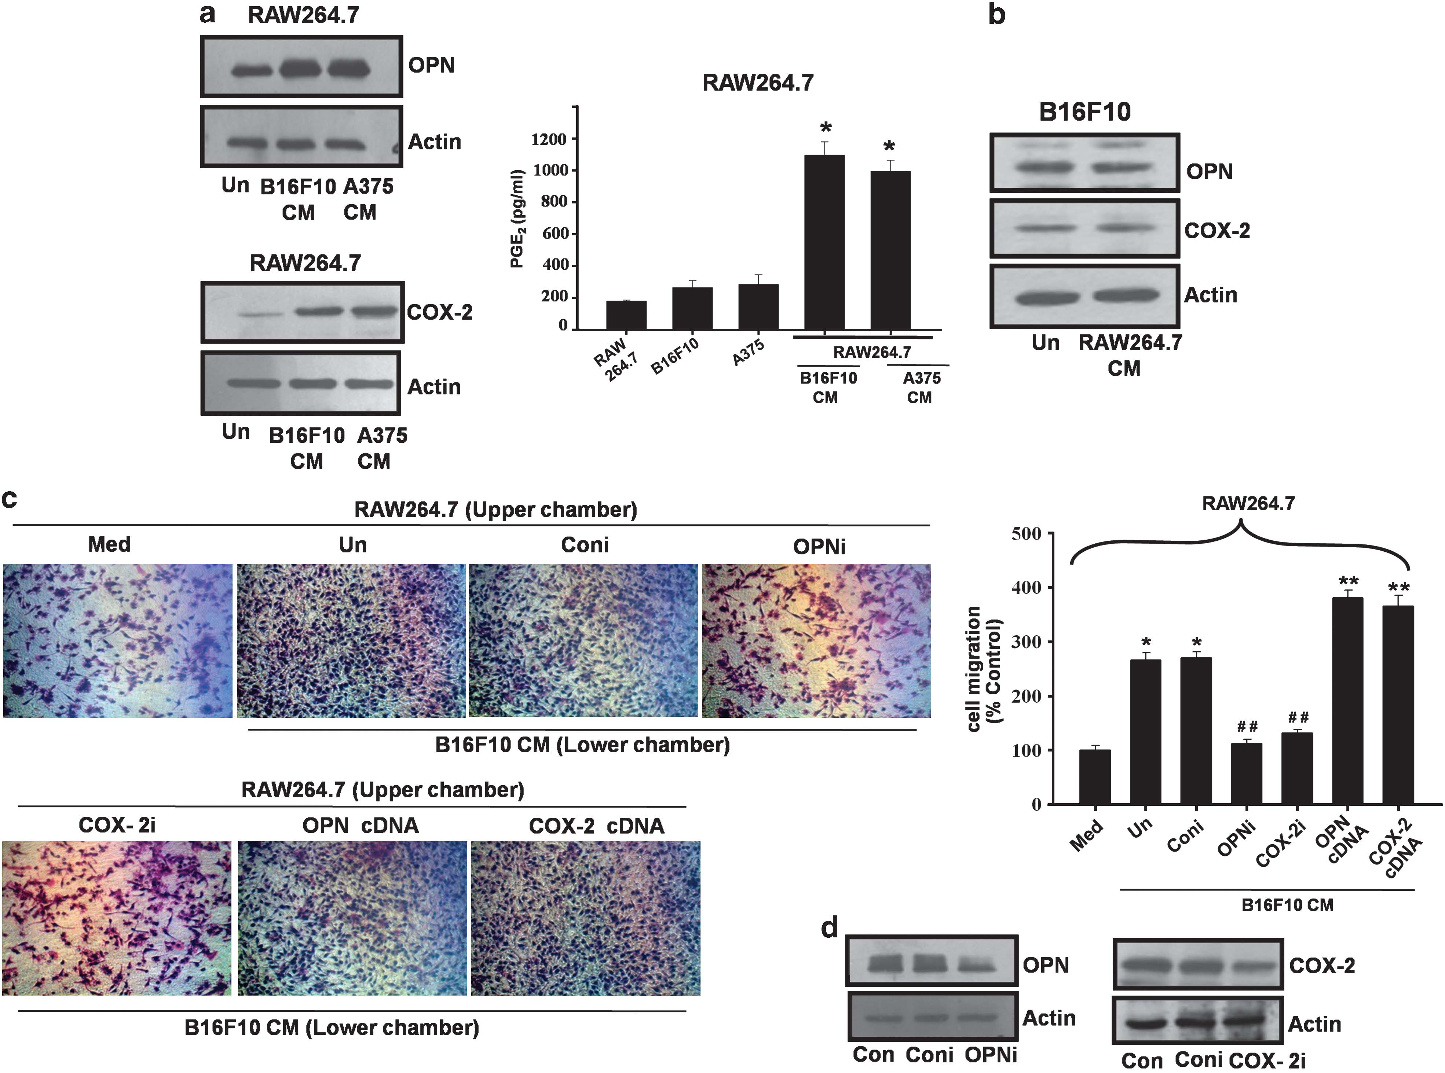 a
RAW264.7
OPN
Actin
Un B16F10 A375
CM CM
RAW264.7
COX-2
Actin
Un B16F10 A375
CM CM
RAW264.7
PGE2 (pg/ml)
1200
1000
800
600
400
200
0
*
*
RAW
264.7
B16F10
A375
RAW264.7
B16F10
CM
A375
CM
b
B16F10
OPN
COX-2
Actin
Un RAW264.7
CM
c
RAW264.7 (Upper chamber)
Med Un Coni OPNi
B16F10 CM (Lower chamber)
RAW264.7 (Upper chamber)
COX- 2i OPN cDNA COX-2 cDNA
B16F10 CM (Lower chamber)
RAW264.7
cell migration
(% Control)
500
400
300
200
100
0
* * ## ## ** **
Med
Un
Coni
OPNi
COX-2i
OPN
cDNA
COX-2
cDNA
B16F10 CM
d
OPN
Actin
Con Coni OPNi
COX-2
Actin
Con Coni COX- 2i